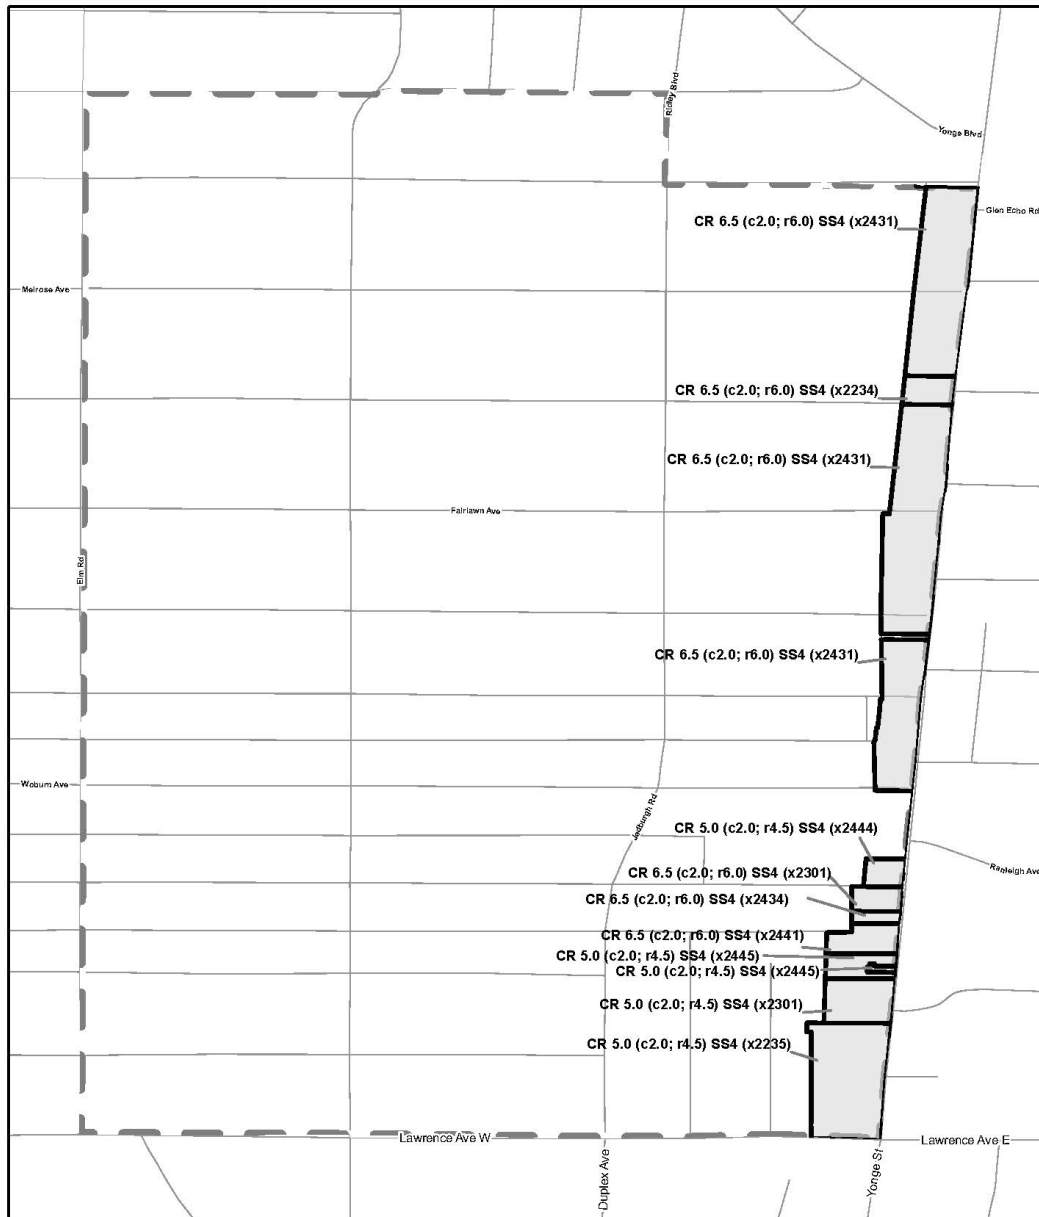 Ridley Blvd
Yonge Blvd
Glen Echo Rd
CR 6.5 (c2.0; r6.0) SS4 (x2431)
Melrose Ave
CR 6.5 (c2.0; r6.0) SS4 (x2234)
CR 6.5 (c2.0; r6.0) SS4 (x2431)
Fairlawn Ave
Elm Rd
CR 6.5 (c2.0; r6.0) SS4 (x2431)
Woburn Ave
Jedburgh Rd
CR 5.0 (c2.0; r4.5) SS4 (x2444)
Ranleigh Ave
CR 6.5 (c2.0; r6.0) SS4 (x2301)
CR 6.5 (c2.0; r6.0) SS4 (x2434)
CR 6.5 (c2.0; r6.0) SS4 (x2441)
CR 5.0 (c2.0; r4.5) SS4 (x2445)
CR 5.0 (c2.0; r4.5) SS4 (x2445)
CR 5.0 (c2.0; r4.5) SS4 (x2301)
CR 5.0 (c2.0; r4.5) SS4 (x2235)
Lawrence Ave W
Lawrence Ave E
Duplex Ave
Yonge St